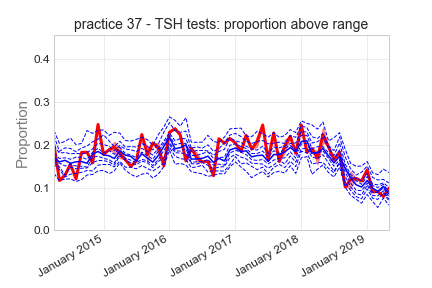 practice 37 - TSH tests: proportion above range
Proportion
0.4
0.3
0.2
0.1
0.0
January 2015
January 2016
January 2017
January 2018
January 2019